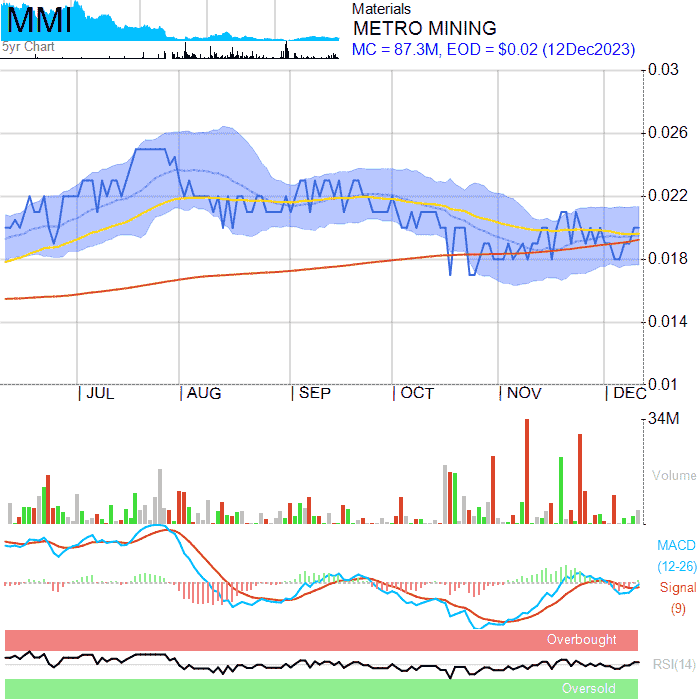 MMI
5yr Chart
Materials
METRO MINING
MC = 87.3M, EOD = $0.02 (12Dec2023)
0.03
0.026
0.022
0.018
0.014
0.01
JUL
AUG
SEP
OCT
NOV
DEC
34M
Volume
MACD
(12-26)
Signal
(9)
Overbought
RSI(14)
Oversold